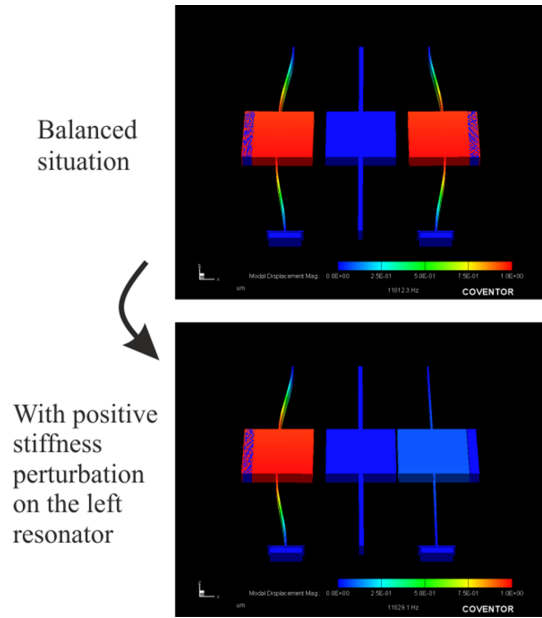 Balanced
situation
Modal Displacement Mag.: 0.0E+00 2.5E-01 5.0E-01 7.5E-01 1.0E+00
um 11012.3 Hz COVENTOR
With positive
stiffness
perturbation
on the left
resonator
Modal Displacement Mag.: 0.0E+00 2.5E-01 5.0E-01 7.5E-01 1.0E+00
um 11029.1 Hz COVENTOR